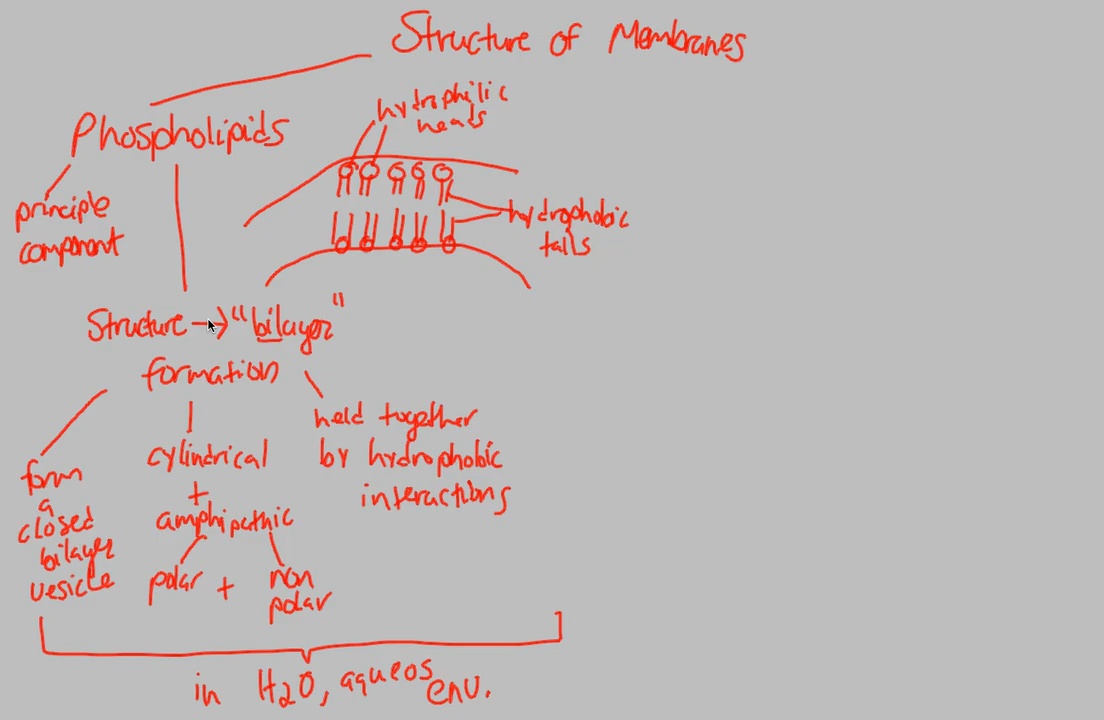 Structure of Membranes
Phospholipids
hydrophilic
heads
principle
component
hydrophobic
tails
Structure → "bilayer"
formation
held together
by hydrophobic
interactions
cylindrical
+
amphipathic
polar + non
polar
form
a
closed
bilayer
vesicle
in H2O, aqueos env.